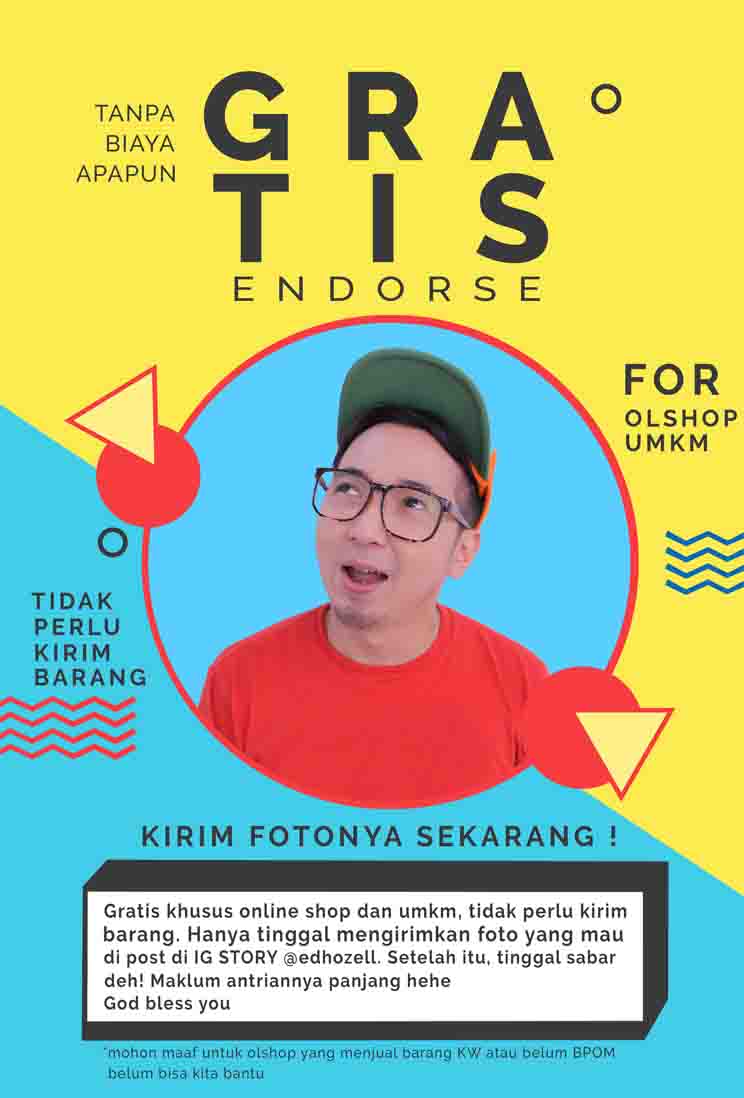 TANPA
BIAYA
APAPUN
GRA
TIS
ENDORSE
FOR
OLSHOP
UMKM
TIDAK
PERLU
KIRIM
BARANG
KIRIM FOTONYA SEKARANG !
Gratis khusus online shop dan umkm, tidak perlu kirim
barang. Hanya tinggal mengirimkan foto yang mau
di post di IG STORY @edhozell. Setelah itu, tinggal sabar
deh! Maklum antriannya panjang hehe
God bless you
*mohon maaf untuk olshop yang menjual barang KW atau belum BPOM
belum bisa kita bantu